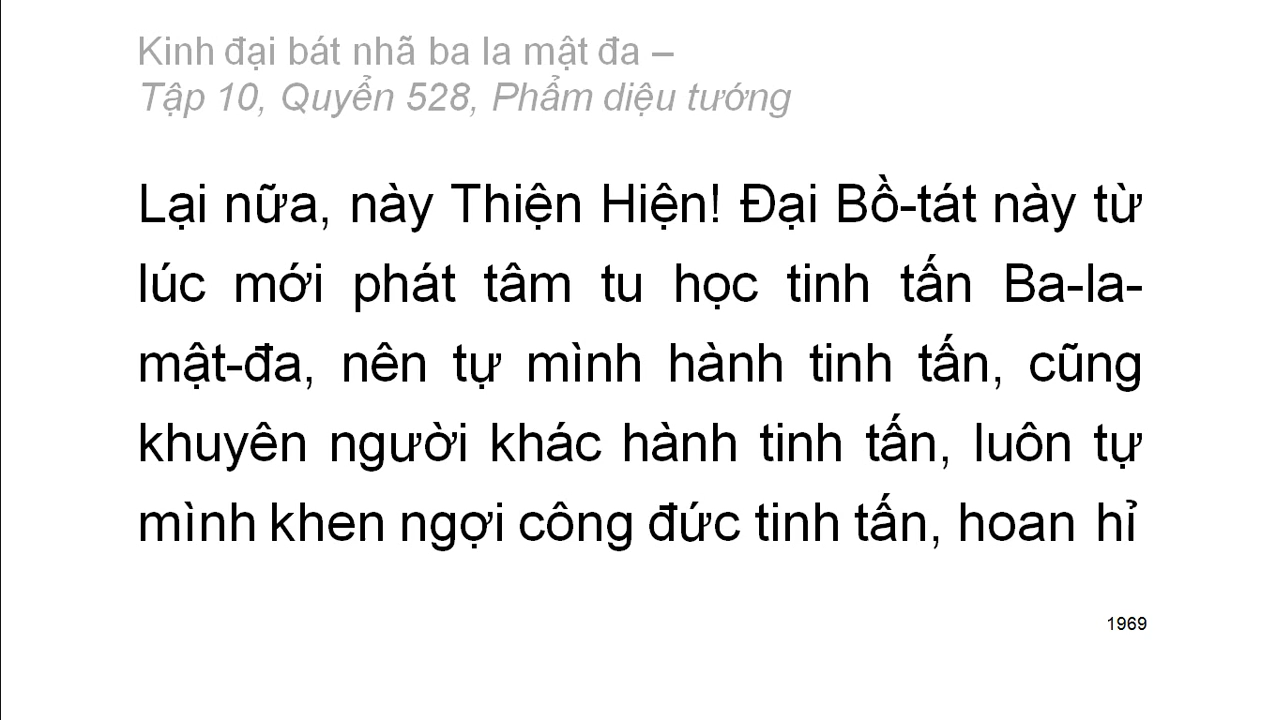 Kinh đại bát nhã ba la mật đa –
Tập 10, Quyển 528, Phẩm diệu tướng
Lại nữa, này Thiện Hiện! Đại Bồ-tát này từ
lúc mới phát tâm tu học tinh tấn Ba-la-
mật-đa, nên tự mình hành tinh tấn, cũng
khuyên người khác hành tinh tấn, luôn tự
mình khen ngợi công đức tinh tấn, hoan hỉ
1969